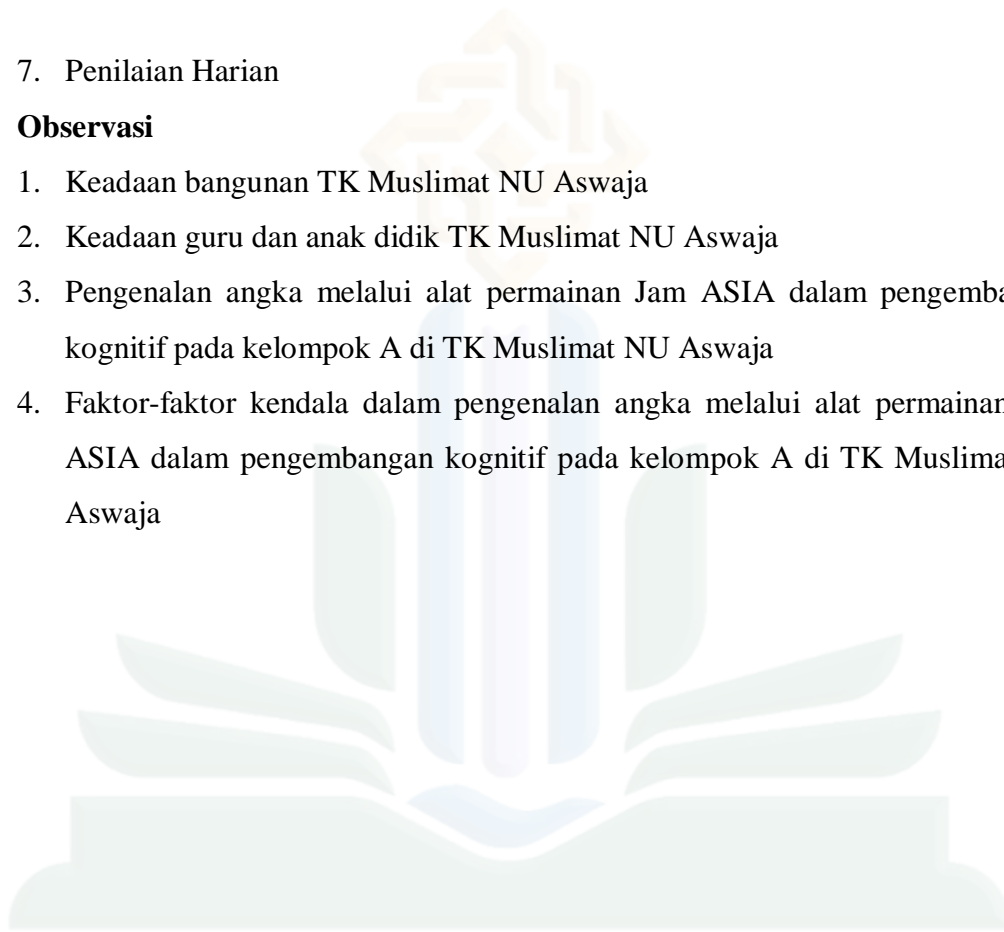 7. Penilaian Harian
Observasi
1. Keadaan bangunan TK Muslimat NU Aswaja
2. Keadaan guru dan anak didik TK Muslimat NU Aswaja
3. Pengenalan angka melalui alat permainan Jam ASIA dalam pengemba
kognitif pada kelompok A di TK Muslimat NU Aswaja
4. Faktor-faktor kendala dalam pengenalan angka melalui alat permainan
ASIA dalam pengembangan kognitif pada kelompok A di TK Muslima
Aswaja